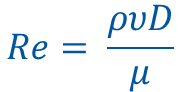 Re = ρυD / μ